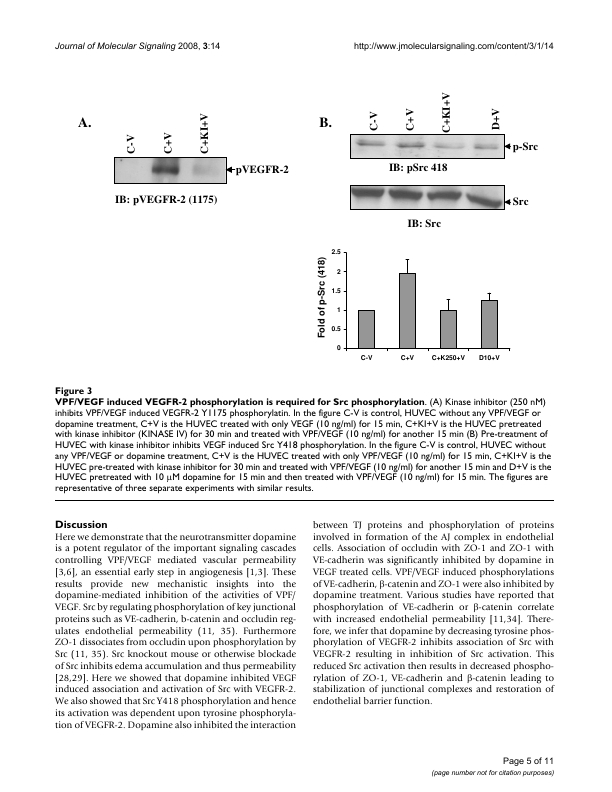 Journal of Molecular Signaling 2008, 3:14
http://www.jmolecularsignaling.com/content/3/1/14
A.
C-V
C+V
C+KI+V
pVEGFR-2
IB: pVEGFR-2 (1175)
B.
C-V
C+V
C+KI+V
D+V
p-Src
IB: pSrc 418
Src
IB: Src
Fold of p-Src (418)
2.5
2
1.5
1
0.5
0
C-V
C+V
C+K250+V
D10+V
Figure 3
VPF/VEGF induced VEGFR-2 phosphorylation is required for Src phosphorylation. (A) Kinase inhibitor (250 nM)
inhibits VPF/VEGF induced VEGFR-2 Y1175 phosphorylatin. In the figure C-V is control, HUVEC without any VPF/VEGF or
dopamine treatment, C+V is the HUVEC treated with only VEGF (10 ng/ml) for 15 min, C+KI+V is the HUVEC pretreated
with kinase inhibitor (KINASE IV) for 30 min and treated with VPF/VEGF (10 ng/ml) for another 15 min (B) Pre-treatment of
HUVEC with kinase inhibitor inhibits VEGF induced Src Y418 phosphorylation. In the figure C-V is control, HUVEC without
any VPF/VEGF or dopamine treatment, C+V is the HUVEC treated with only VPF/VEGF (10 ng/ml) for 15 min, C+KI+V is the
HUVEC pre-treated with kinase inhibitor for 30 min and treated with VPF/VEGF (10 ng/ml) for another 15 min and D+V is the
HUVEC pretreated with 10 μM dopamine for 15 min and then treated with VPF/VEGF (10 ng/ml) for 15 min. The figures are
representative of three separate experiments with similar results.
Discussion
Here we demonstrate that the neurotransmitter dopamine
is a potent regulator of the important signaling cascades
controlling VPF/VEGF mediated vascular permeability
[3,6], an essential early step in angiogenesis [1,3]. These
results provide new mechanistic insights into the
dopamine-mediated inhibition of the activities of VPF/
VEGF. Src by regulating phosphorylation of key junctional
proteins such as VE-cadherin, b-catenin and occludin reg-
ulates endothelial permeability (11, 35). Furthermore
ZO-1 dissociates from occludin upon phosphorylation by
Src (11, 35). Src knockout mouse or otherwise blockade
of Src inhibits edema accumulation and thus permeability
[28,29]. Here we showed that dopamine inhibited VEGF
induced association and activation of Src with VEGFR-2.
We also showed that Src Y418 phosphorylation and hence
its activation was dependent upon tyrosine phosphoryla-
tion of VEGFR-2. Dopamine also inhibited the interaction
between TJ proteins and phosphorylation of proteins
involved in formation of the AJ complex in endothelial
cells. Association of occludin with ZO-1 and ZO-1 with
VE-cadherin was significantly inhibited by dopamine in
VEGF treated cells. VPF/VEGF induced phosphorylations
of VE-cadherin, β-catenin and ZO-1 were also inhibited by
dopamine treatment. Various studies have reported that
phosphorylation of VE-cadherin or β-catenin correlate
with increased endothelial permeability [11,34]. There-
fore, we infer that dopamine by decreasing tyrosine phos-
phorylation of VEGFR-2 inhibits association of Src with
VEGFR-2 resulting in inhibition of Src activation. This
reduced Src activation then results in decreased phospho-
rylation of ZO-1, VE-cadherin and β-catenin leading to
stabilization of junctional complexes and restoration of
endothelial barrier function.
Page 5 of 11
(page number not for citation purposes)